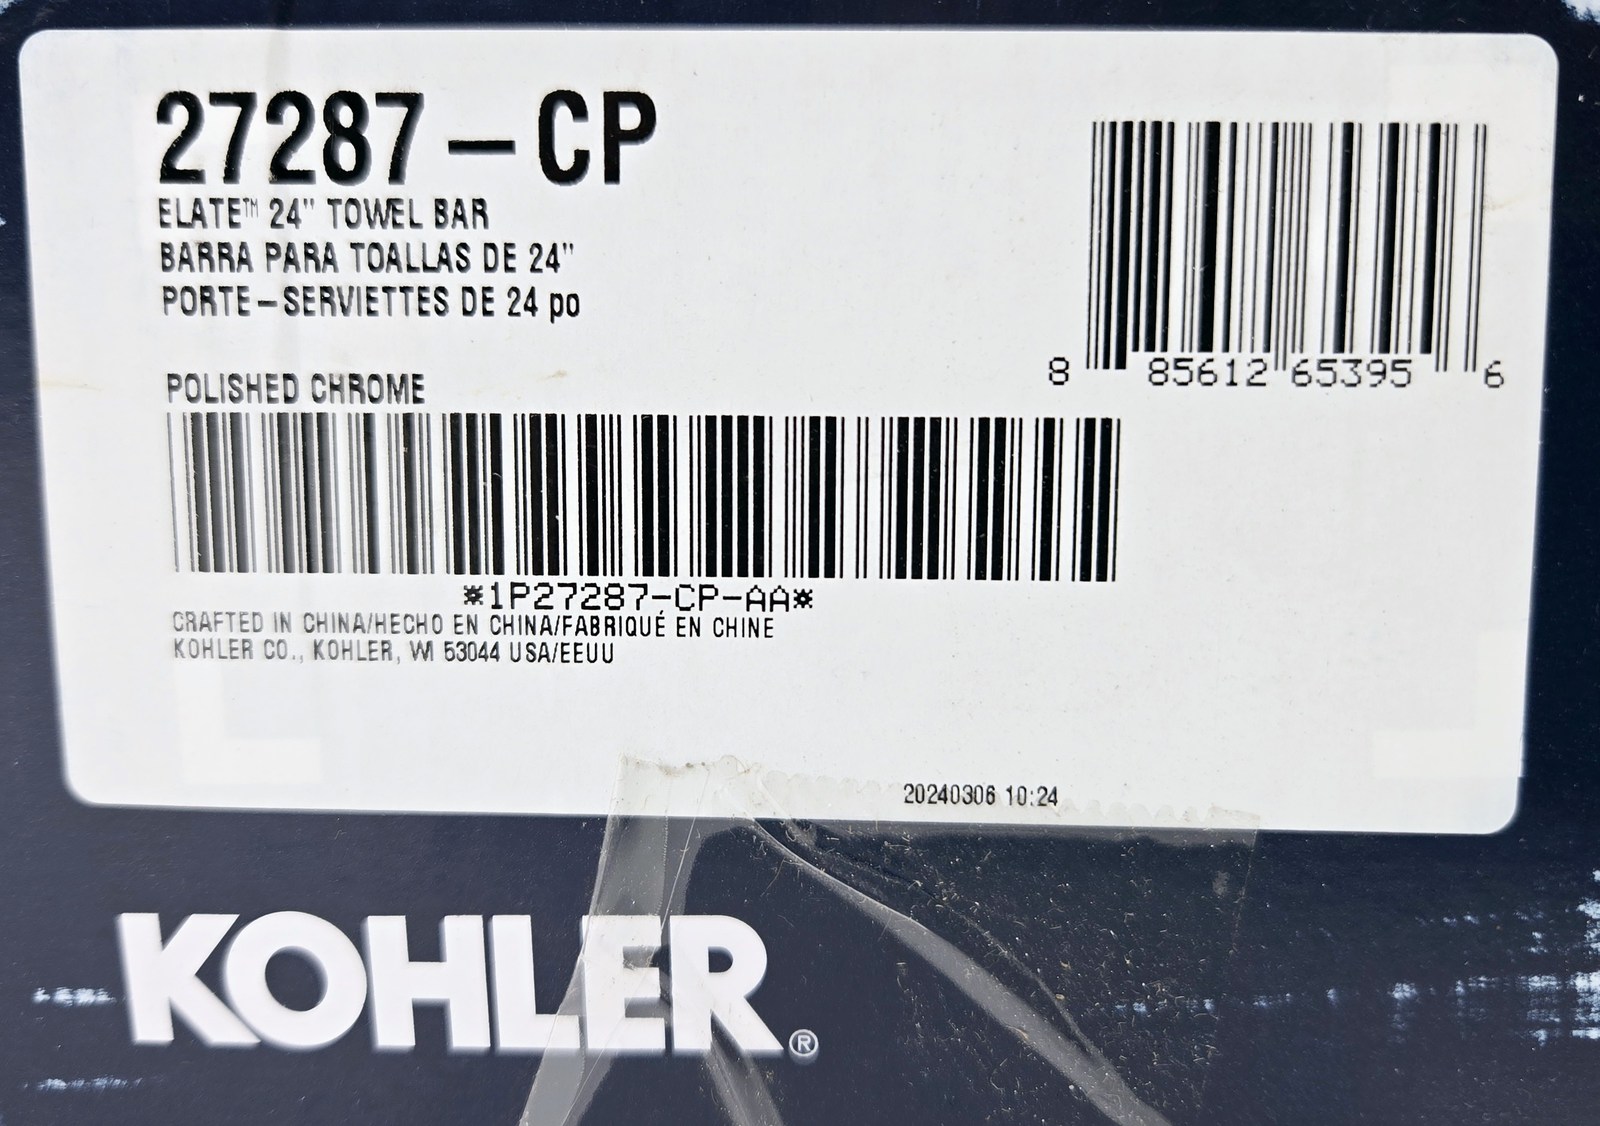 27287-CP
ELATE™ 24" TOWEL BAR
BARRA PARA TOALLAS DE 24"
PORTE-SERVIETTES DE 24 po
8 85612 65395 6
POLISHED CHROME
*1P27287-CP-AA*
CRAFTED IN CHINA/HECHO EN CHINA/FABRIQUÉ EN CHINE
KOHLER CO., KOHLER, WI 53044 USA/EEUU
20240306 10:24
KOHLER®